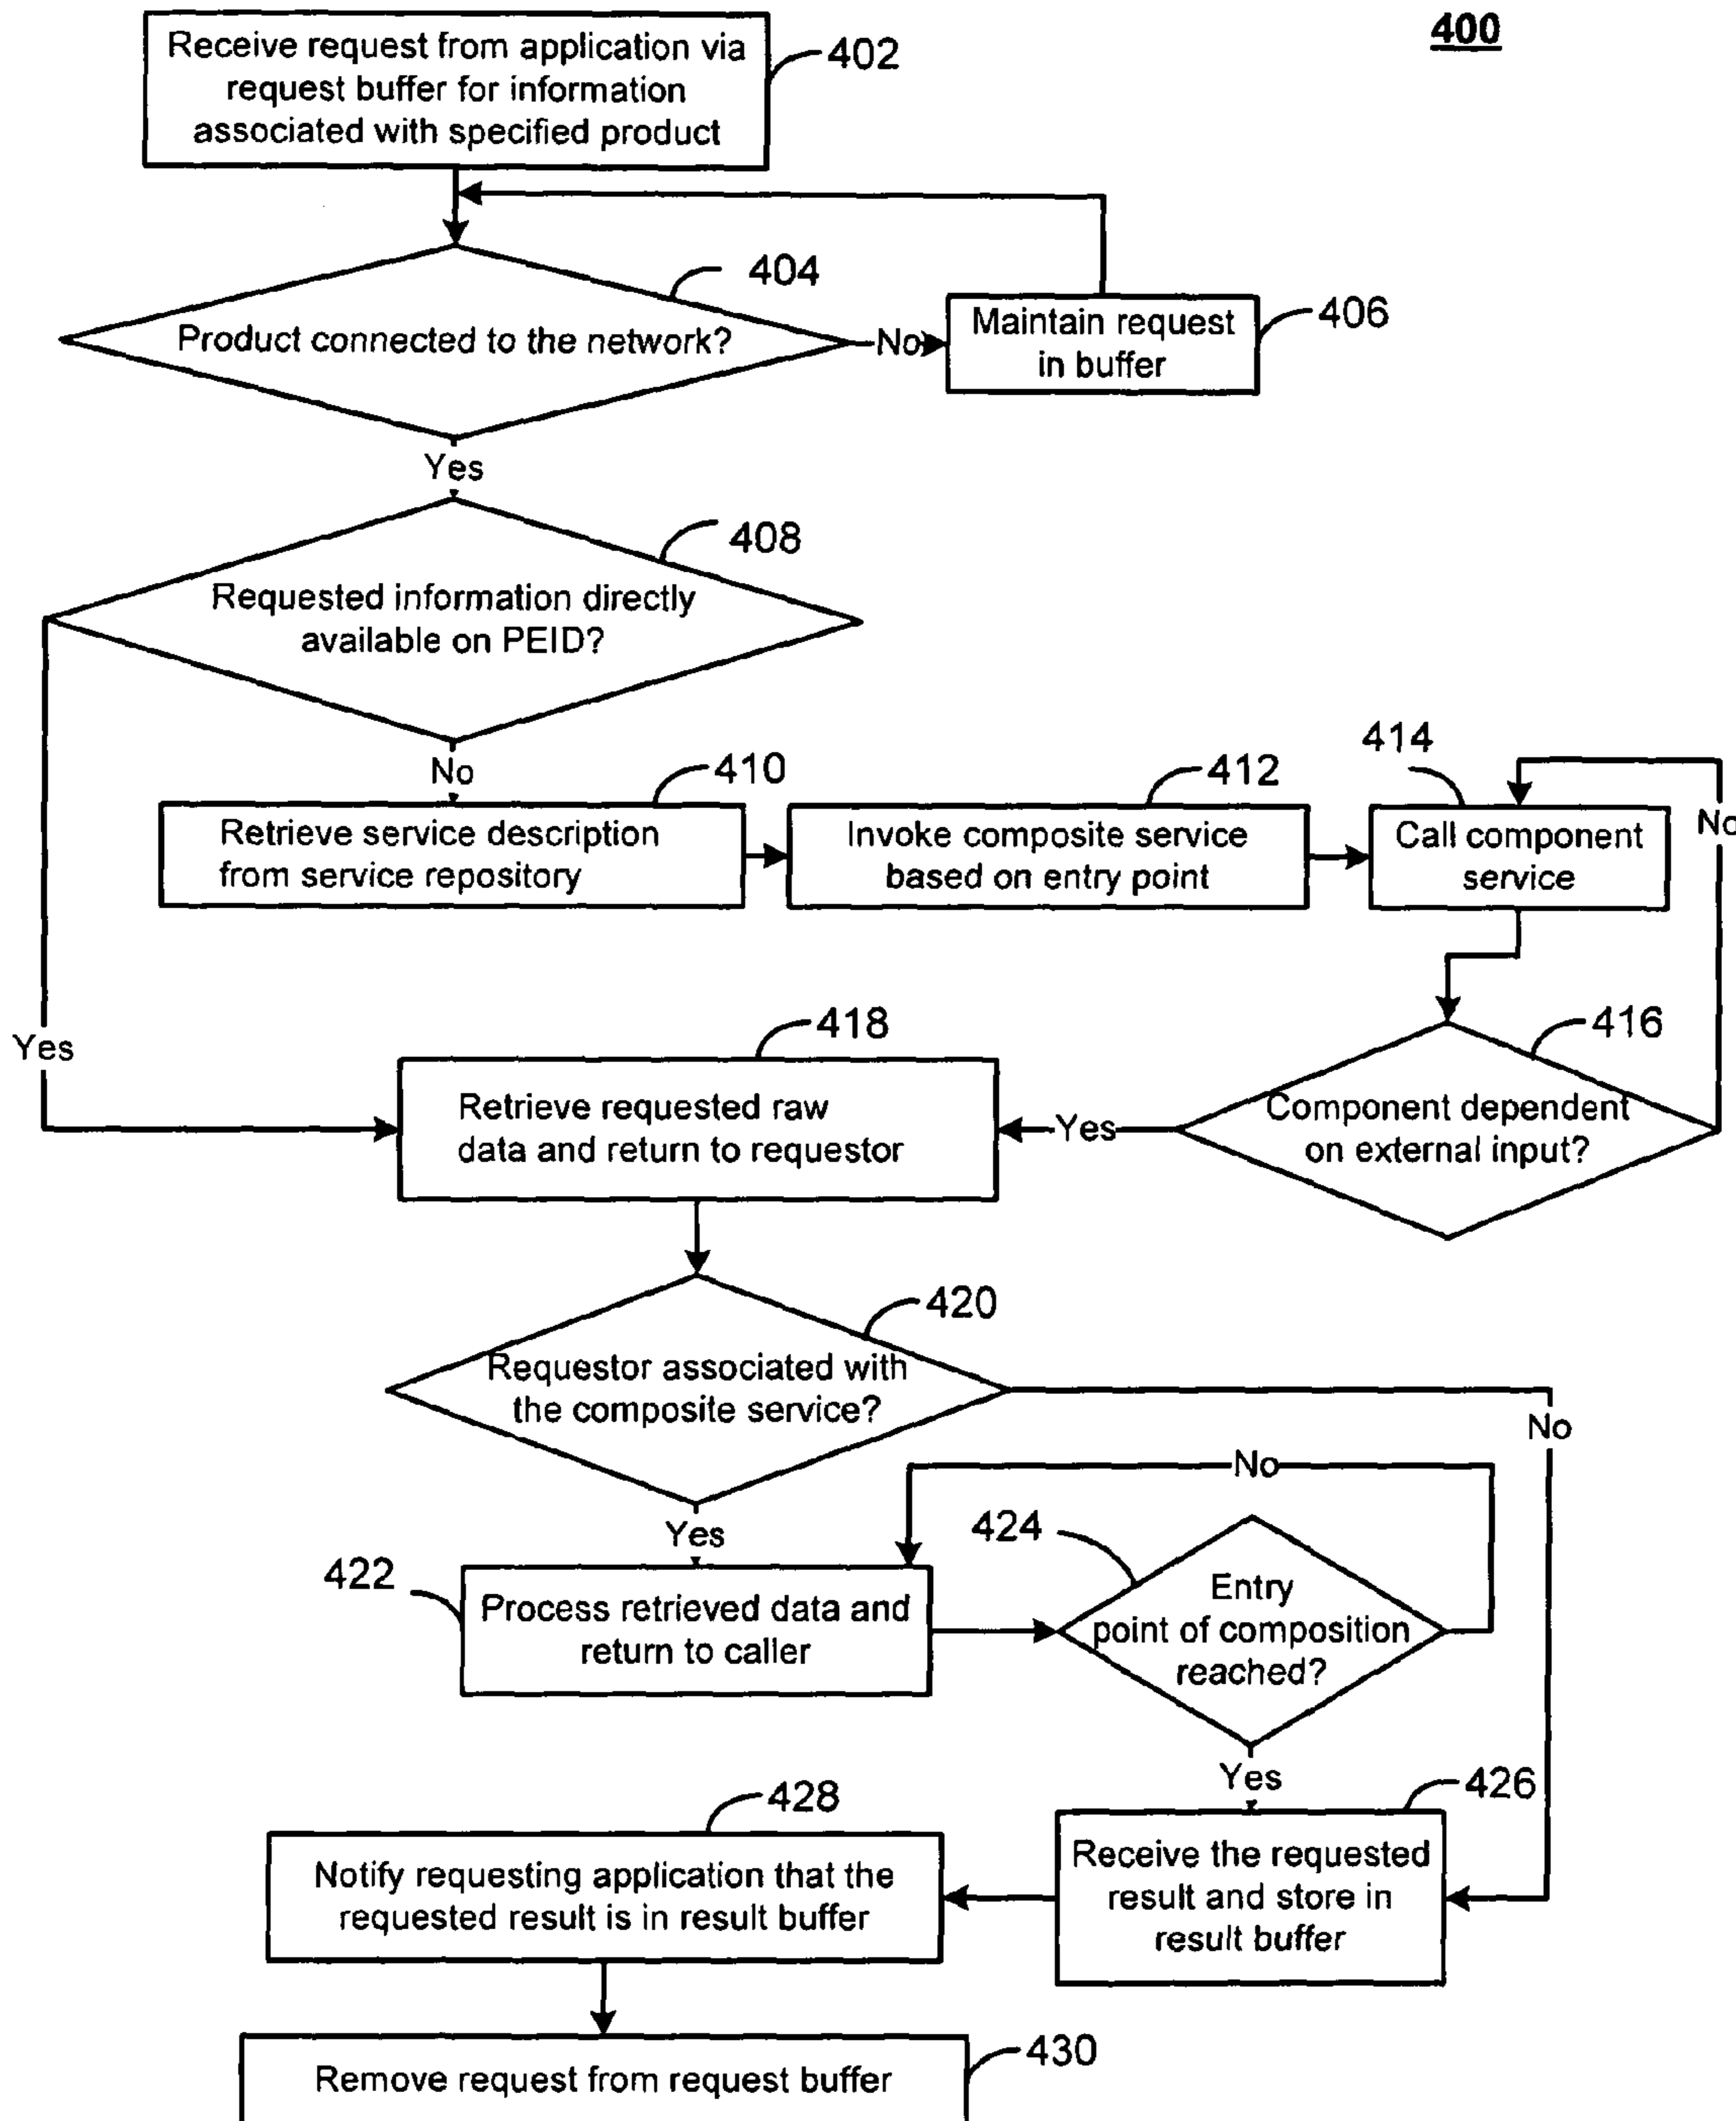 400
Receive request from application via
request buffer for information
associated with specified product
402
404
Product connected to the network?
No
Maintain request
in buffer
406
Yes
408
Requested information directly
available on PEID?
No
410
412
414
No
Retrieve service description
from service repository
Invoke composite service
based on entry point
Call component
service
Yes
418
416
Retrieve requested raw
data and return to requestor
Yes
Component dependent
on external input?
420
Requestor associated with
the composite service?
No
No
Yes
424
422
Process retrieved data and
return to caller
Entry
point of composition
reached?
Yes
428
426
Notify requesting application that the
requested result is in result buffer
Receive the requested
result and store in
result buffer
430
Remove request from request buffer